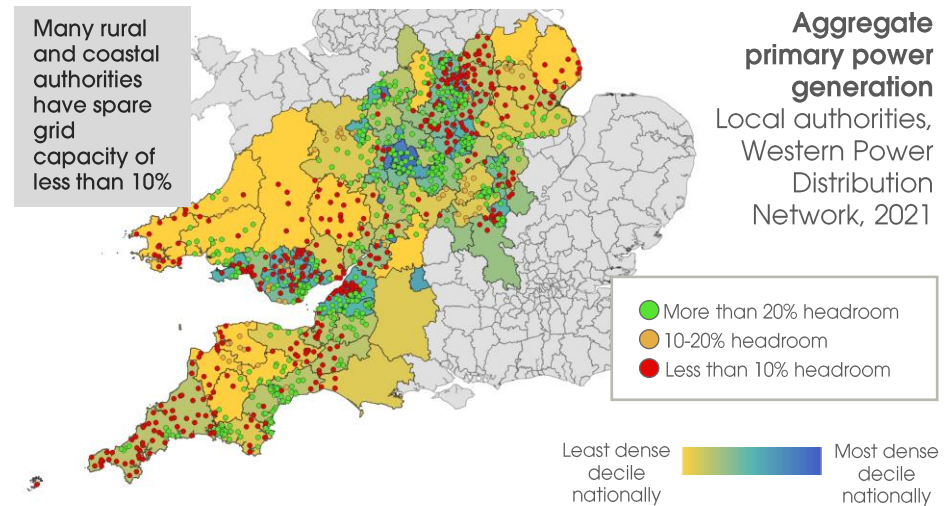 Many rural
and coastal
authorities
have spare
grid
capacity of
less than 10%
Aggregate
primary power
generation
Local authorities,
Western Power
Distribution
Network, 2021
More than 20% headroom
10-20% headroom
Less than 10% headroom
Least dense
decile
nationally
Most dense
decile
nationally